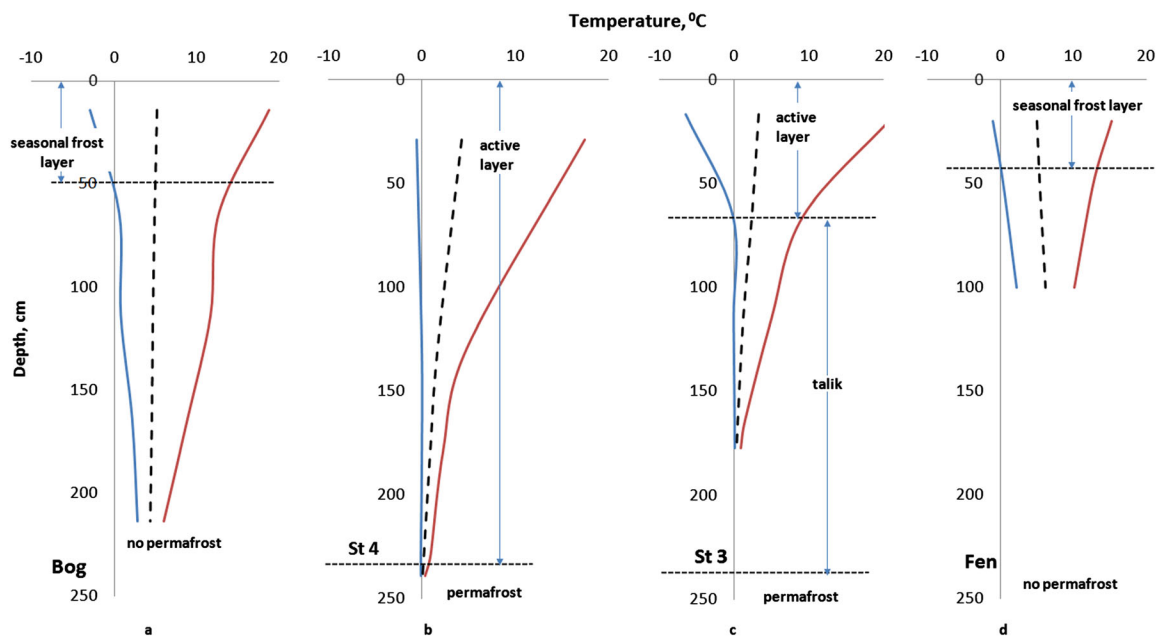 Temperature, ⁰C
-10 0 10 20
0
50
100
150
200
250
seasonal frost
layer
no permafrost
Bog
a
Depth, cm
-10 0 10 20
0
50
100
150
200
250
active
layer
St 4
permafrost
b
-10 0 10 20
0
50
100
150
200
250
active
layer
talik
St 3
permafrost
c
-10 0 10 20
0
50
100
150
200
250
seasonal frost layer
Fen
no permafrost
d